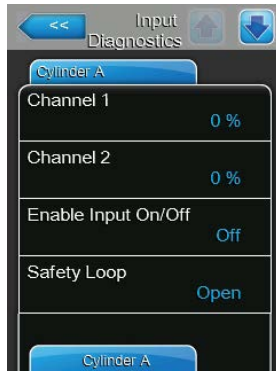 << Input
Diagnostics
Cylinder A
Channel 1
0 %
Channel 2
0 %
Enable Input On/Off
Off
Safety Loop
Open
Cylinder A